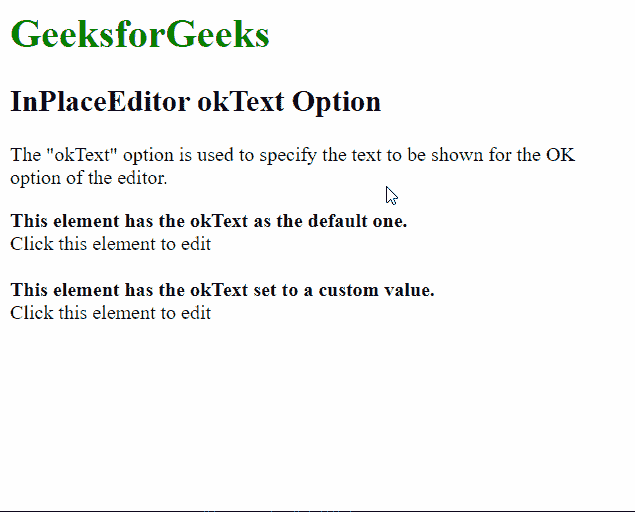 GeeksforGeeks
InPlaceEditor okText Option
The "okText" option is used to specify the text to be shown for the OK
option of the editor.
This element has the okText as the default one.
Click this element to edit
This element has the okText set to a custom value.
Click this element to edit